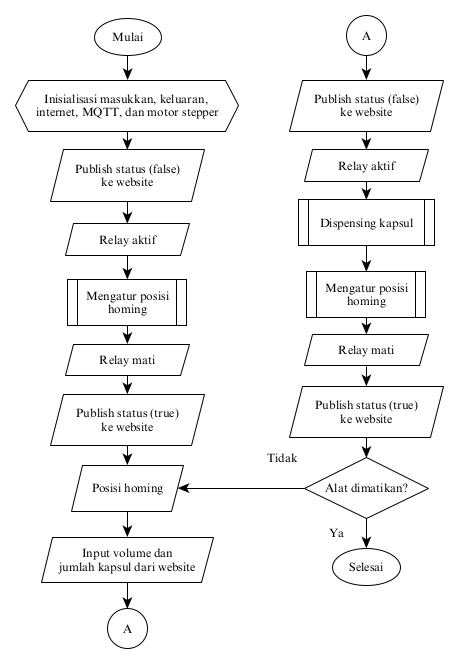 Mulai
Inisialisasi masukkan, keluaran,
internet, MQTT, dan motor stepper
Publish status (false)
ke website
Relay aktif
Mengatur posisi
homing
Relay mati
Publish status (true)
ke website
Posisi homing
Input volume dan
jumlah kapsul dari website
A
A
Publish status (false)
ke website
Relay aktif
Dispensing kapsul
Mengatur posisi
homing
Relay mati
Publish status (true)
ke website
Tidak
Alat dimatikan?
Ya
Selesai